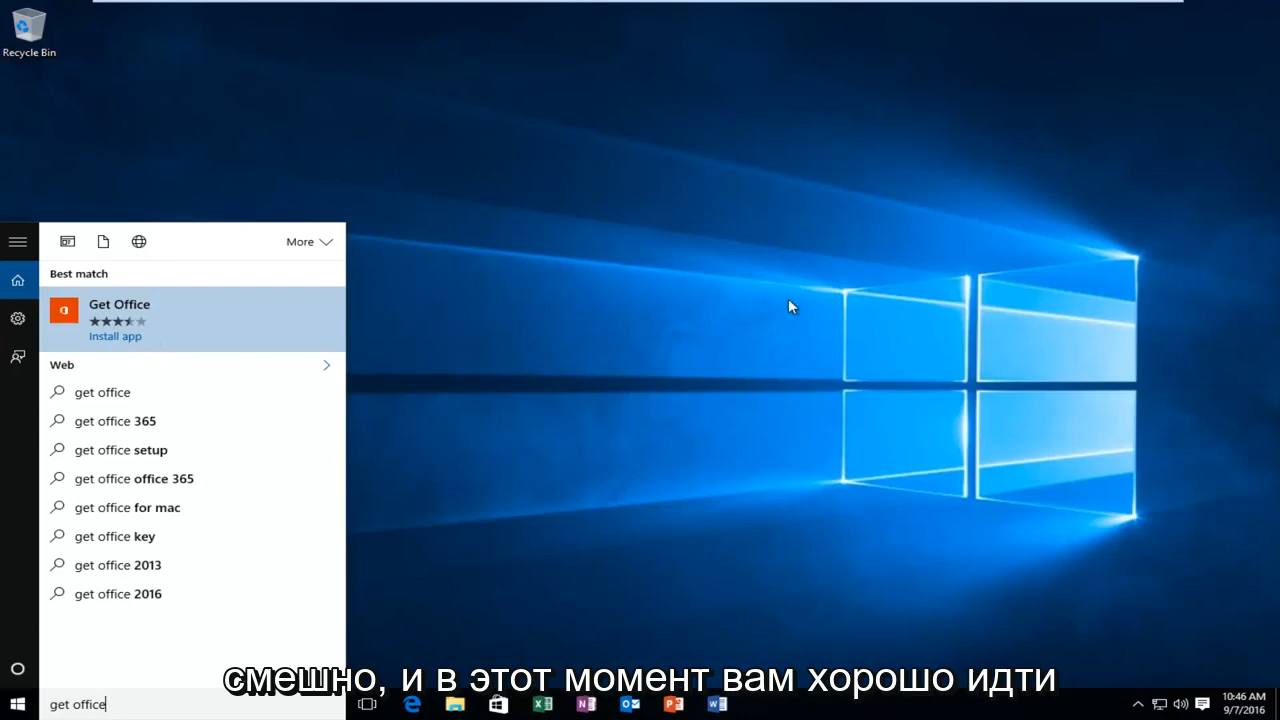 Recycle Bin
More
Best match
Get Office
Install app
Web
get office
get office 365
get office setup
get office office 365
get office for mac
get office key
get office 2013
get office 2016
смешно, и в этот момент вам хорошо идти
get office
10:46 AM
9/7/2016